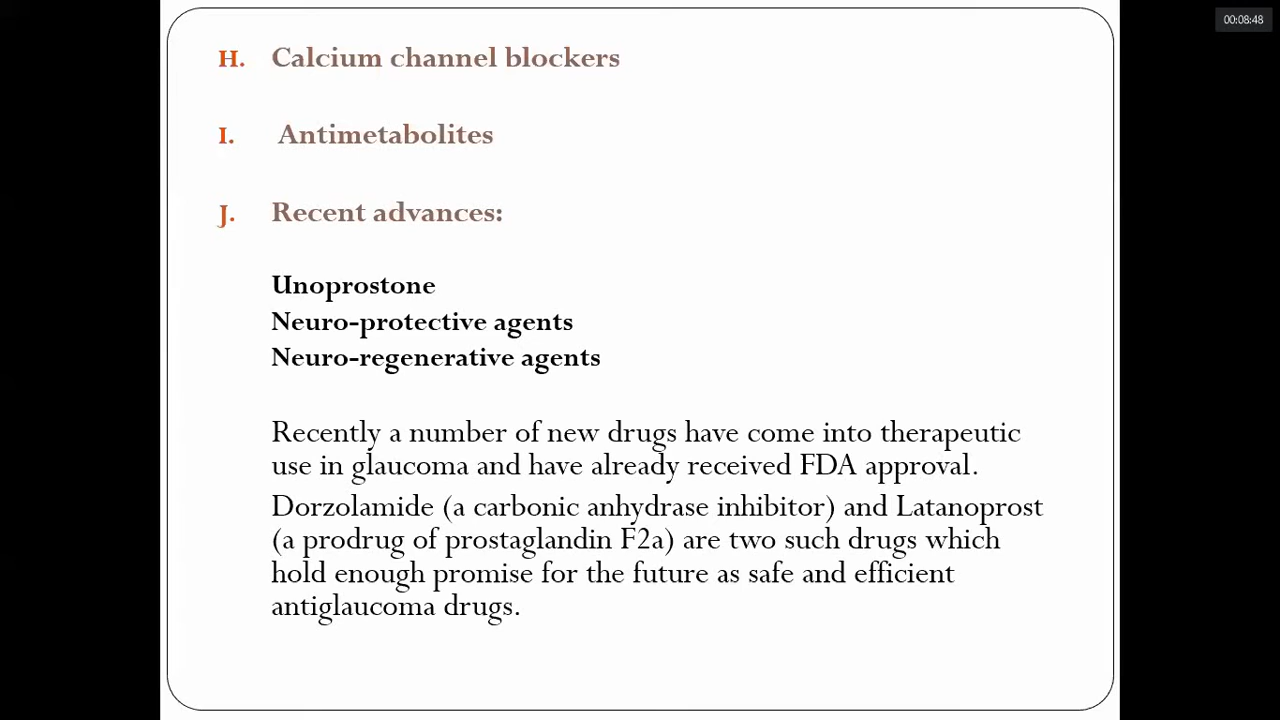 00:08:48
H. Calcium channel blockers
I. Antimetabolites
J. Recent advances:
Unoprostone
Neuro-protective agents
Neuro-regenerative agents
Recently a number of new drugs have come into therapeutic
use in glaucoma and have already received FDA approval.
Dorzolamide (a carbonic anhydrase inhibitor) and Latanoprost
(a prodrug of prostaglandin F2a) are two such drugs which
hold enough promise for the future as safe and efficient
antiglaucoma drugs.